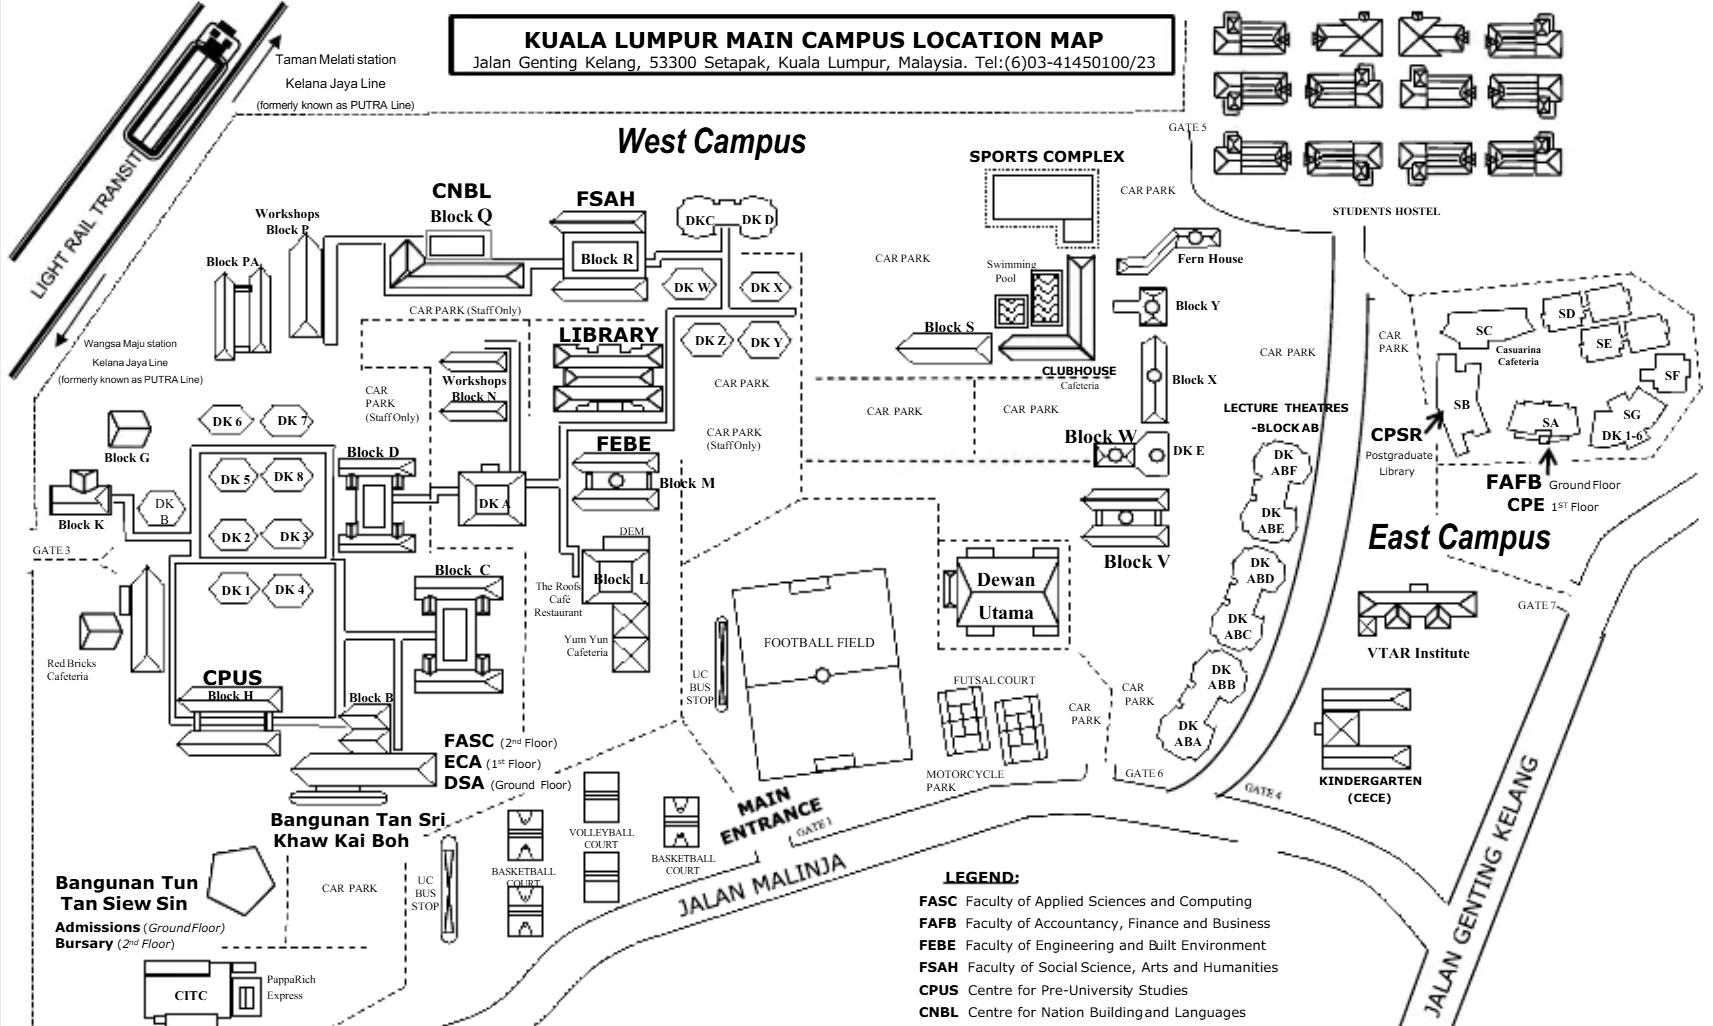 KUALA LUMPUR MAIN CAMPUS LOCATION MAP
Jalan Genting Kelang, 53300 Setapak, Kuala Lumpur, Malaysia. Tel:(6)03-41450100/23
Taman Melati station
Kelana Jaya Line
(formerly known as PUTRA Line)
LIGHT RAIL TRANSIT
Wangsa Maju station
Kelana Jaya Line
(formerly known as PUTRA Line)
West Campus
GATE 5
STUDENTS HOSTEL
SPORTS COMPLEX
CAR PARK
CNBL
Block Q
FSAH
Block R
Workshops
Block P
Block PA
DKC
DK D
DK W
DK X
DK Z
DK Y
CAR PARK (Staff Only)
CAR PARK
Swimming
Pool
Fern House
Block Y
Block S
CLUBHOUSE
Cafeteria
Block X
CAR PARK
CAR
PARK
SC
SD
SE
SF
Casuarina
Cafeteria
SB
SA
SG
DK 1-6
CPSR
Postgraduate
Library
FAFB Ground Floor
CPE 1ST Floor
East Campus
LIBRARY
Workshops
Block N
CAR
PARK
(Staff Only)
CAR PARK
CAR PARK
(Staff Only)
CAR PARK
CAR PARK
LECTURE THEATRES
-BLOCK AB
DK
ABF
DK
ABE
DK
ABD
DK
ABC
DK
ABB
DK
ABA
Block W
DK E
Block V
DK 6
DK 7
Block G
DK 5
DK 8
Block D
Block K
DK
B
DK 2
DK 3
DK A
FEBE
Block M
DEM
Block L
The Roofs
Café
Restaurant
Yum Yun
Cafeteria
GATE 3
DK 1
DK 4
Block C
Red Bricks
Cafeteria
CPUS
Block H
Block B
FASC (2nd Floor)
ECA (1st Floor)
DSA (Ground Floor)
Bangunan Tan Sri
Khaw Kai Boh
Dewan
Utama
FOOTBALL FIELD
UC
BUS
STOP
FUTSAL COURT
CAR
PARK
CAR
PARK
MOTORCYCLE
PARK
GATE 6
GATE 7
VTAR Institute
KINDERGARTEN
(CECE)
GATE 4
MAIN
ENTRANCE
GATE 1
VOLLEYBALL
COURT
BASKETBALL
COURT
BASKETBALL
COURT
JALAN MALINJA
JALAN GENTING KELANG
Bangunan Tun
Tan Siew Sin
Admissions (Ground Floor)
Bursary (2nd Floor)
CAR PARK
UC
BUS
STOP
CITC
PappaRich
Express
LEGEND:
FASC Faculty of Applied Sciences and Computing
FAFB Faculty of Accountancy, Finance and Business
FEBE Faculty of Engineering and Built Environment
FSAH Faculty of Social Science, Arts and Humanities
CPUS Centre for Pre-University Studies
CNBL Centre for Nation Building and Languages